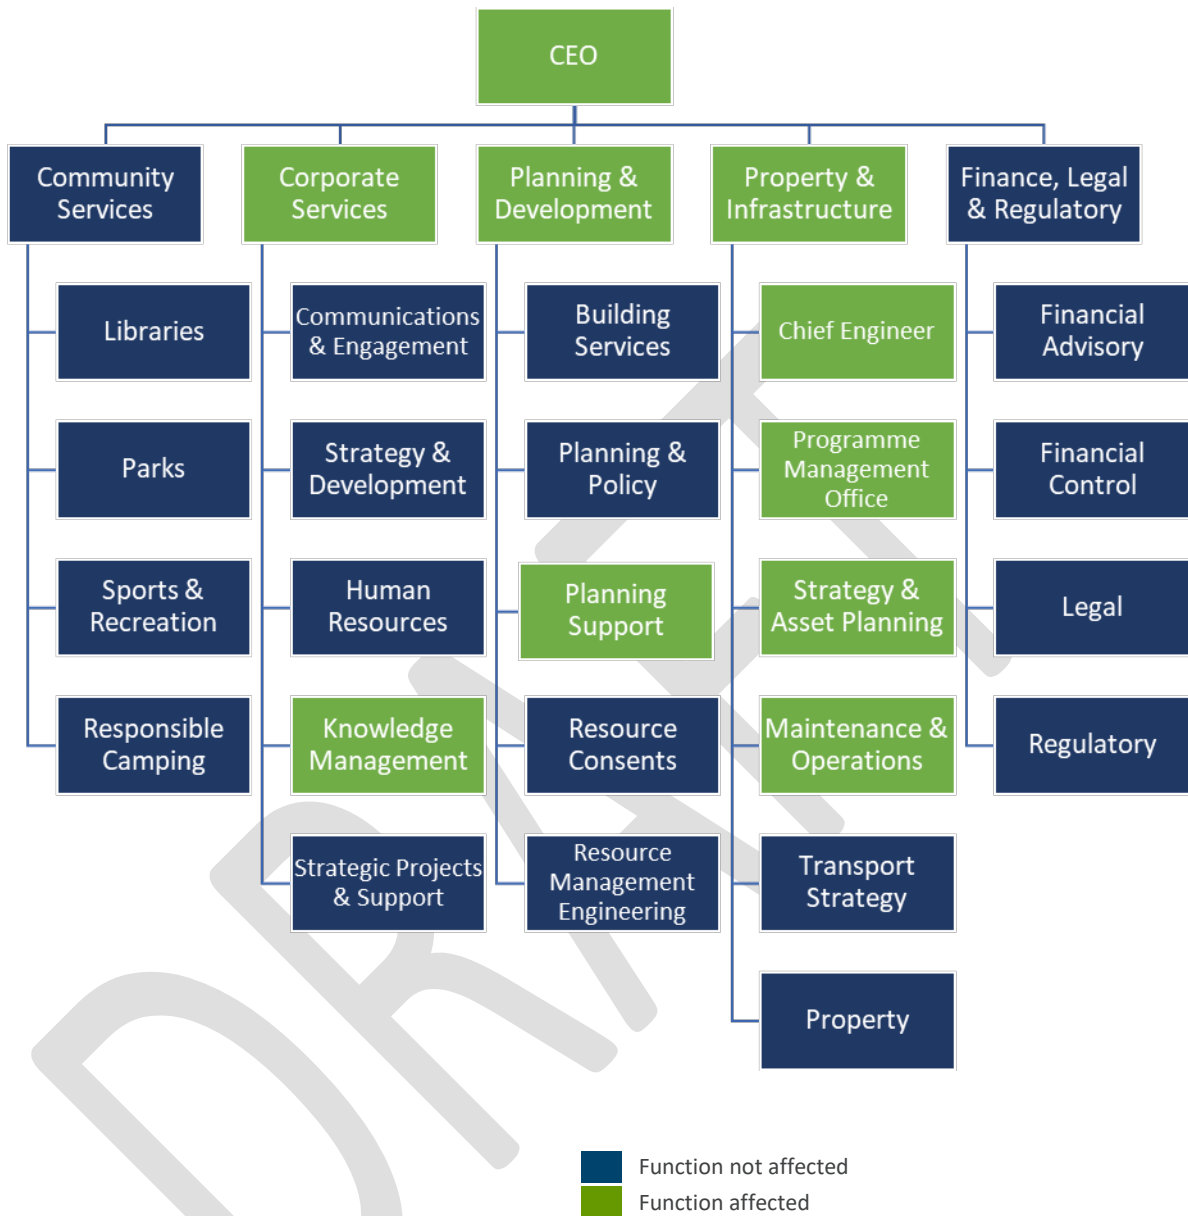 CEO
Community
Services
Corporate
Services
Planning &
Development
Property &
Infrastructure
Finance, Legal
& Regulatory
Libraries
Communications
& Engagement
Building
Services
Chief Engineer
Financial
Advisory
Parks
Strategy &
Development
Planning &
Policy
Programme
Management
Office
Financial
Control
Sports &
Recreation
Human
Resources
Planning
Support
Strategy &
Asset Planning
Legal
Responsible
Camping
Knowledge
Management
Resource
Consents
Maintenance &
Operations
Regulatory
Strategic Projects
& Support
Resource
Management
Engineering
Transport
Strategy
Property
DRAFT
Function not affected
Function affected